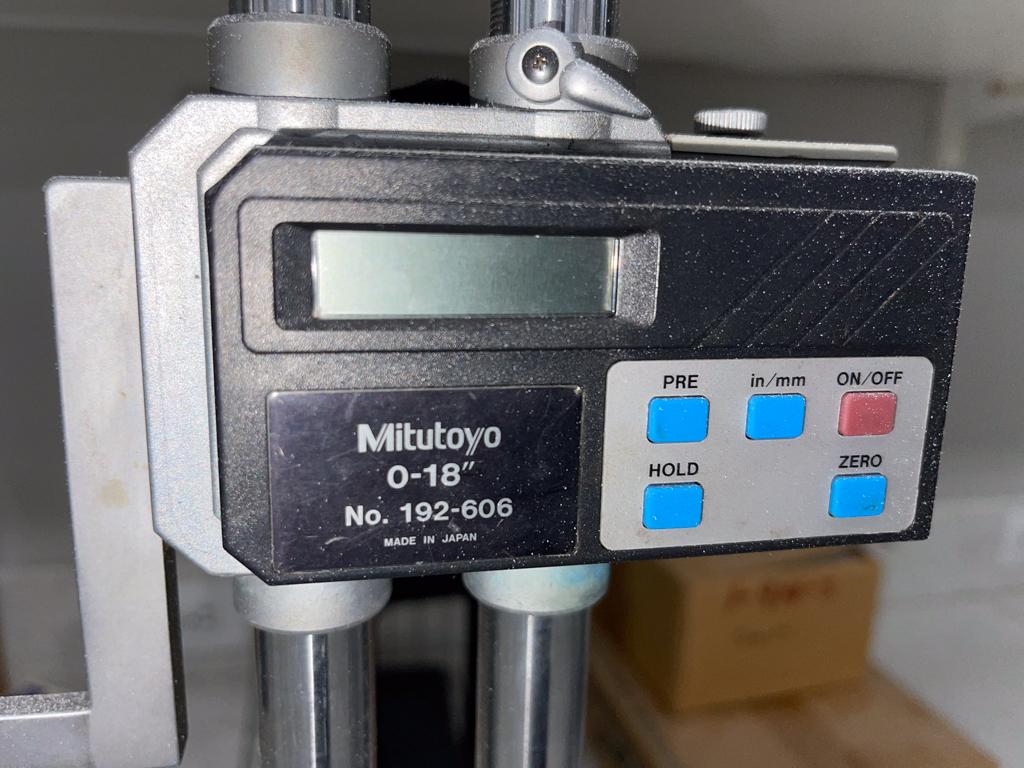 PRE
in/mm
ON/OFF
HOLD
ZERO
Mitutoyo
0-18"
No. 192-606
MADE IN JAPAN